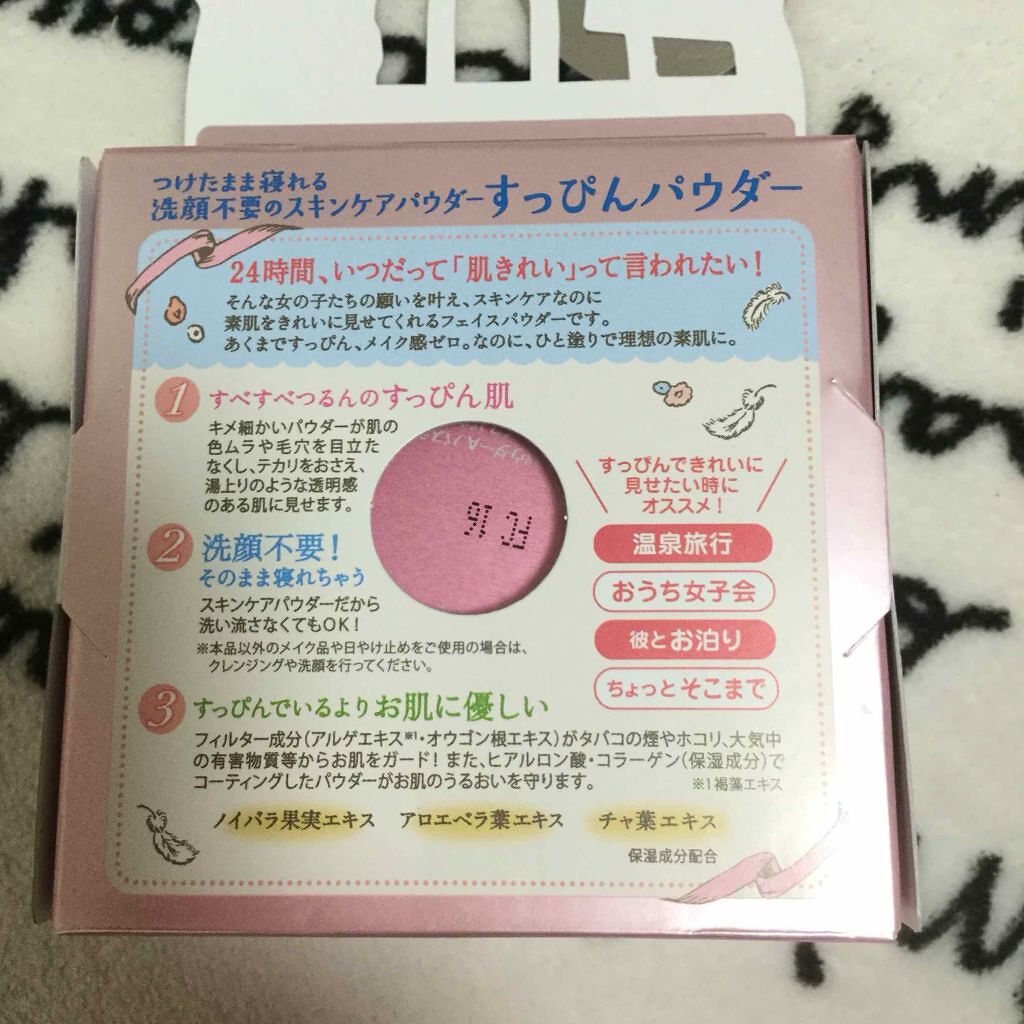 つけたまま寝れる
洗顔不要のスキンケアパウダー すっぴんパウダー
24時間、いつだって「肌きれい」って言われたい!
そんな女の子たちの願いを叶え、スキンケアなのに
素肌をきれいに見せてくれるフェイスパウダーです。
あくまですっぴん、メイク感ゼロ。なのに、ひと塗りで理想の素肌に。
1 すべすべつるんのすっぴん肌
キメ細かいパウダーが肌の
色ムラや毛穴を目立た
なくし、テカリをおさえ、
湯上りのような透明感
のある肌に見せます。
2 洗顔不要!
そのまま寝れちゃう
スキンケアパウダーだから
洗い流さなくてもOK!
※本品以外のメイク品や日やけ止めをご使用の場合は、
クレンジングや洗顔を行ってください。
FC 16
すっぴんできれいに
見せたい時に
オススメ!
温泉旅行
おうち女子会
彼とお泊り
ちょっとそこまで
3 すっぴんでいるよりお肌に優しい
フィルター成分(アルゲエキス※1・オウゴン根エキス)がタバコの煙やホコリ、大気中
の有害物質等からお肌をガード!また、ヒアルロン酸・コラーゲン(保湿成分)で
コーティングしたパウダーがお肌のうるおいを守ります。
※1褐藻エキス
ノイバラ果実エキス アロエベラ葉エキス チャ葉エキス
保湿成分配合